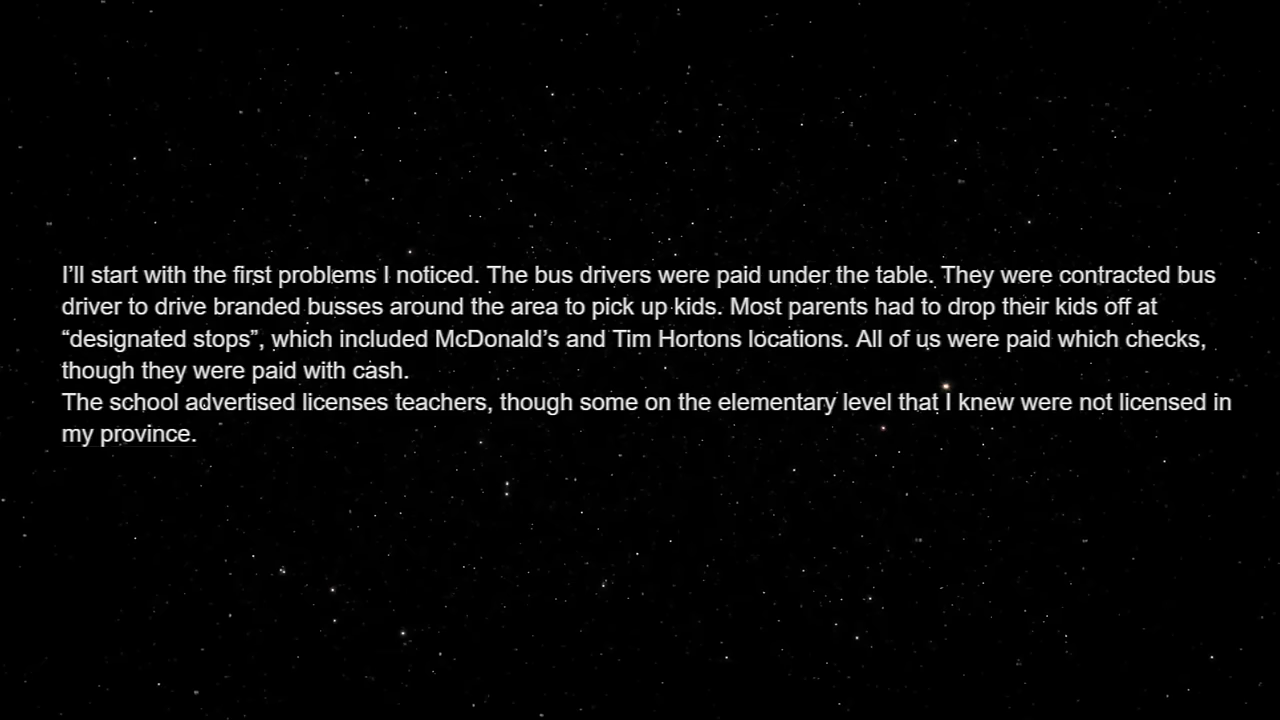 I’ll start with the first problems I noticed. The bus drivers were paid under the table. They were contracted bus
driver to drive branded busses around the area to pick up kids. Most parents had to drop their kids off at
“designated stops”, which included McDonald’s and Tim Hortons locations. All of us were paid which checks,
though they were paid with cash.
The school advertised licenses teachers, though some on the elementary level that I knew were not licensed in
my province.